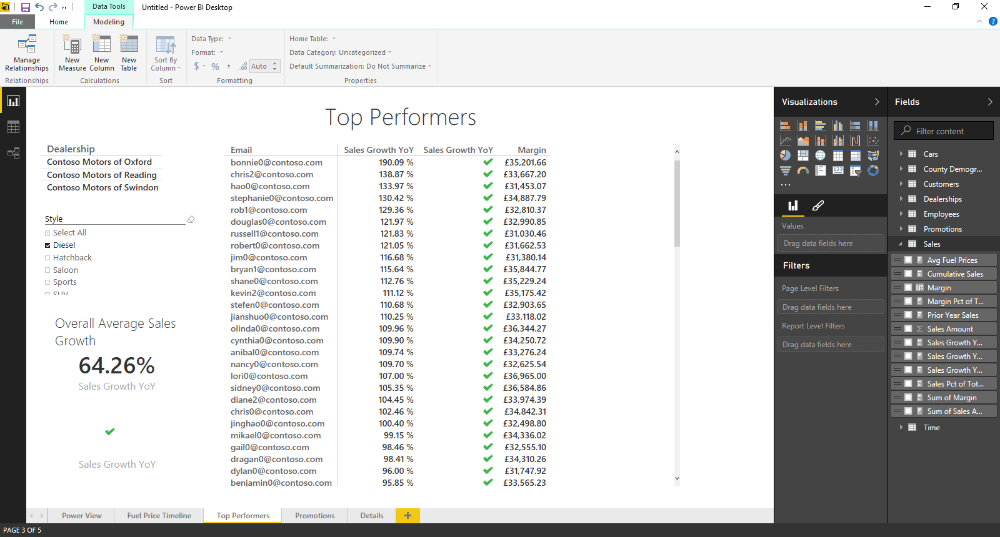 Data Tools
Untitled - Power BI Desktop
File
Home
Modeling
Manage Relationships
New Measure
New Column
New Table
Sort By Column
Data Type:
Format:
$ % , .00 Auto
Home Table:
Data Category: Uncategorized
Default Summarization: Do Not Summarize
Relationships
Calculations
Sort
Formatting
Properties
Top Performers
Dealership
Contoso Motors of Oxford
Contoso Motors of Reading
Contoso Motors of Swindon
Style
Select All
Diesel
Hatchback
Saloon
Sports
SUV
Overall Average Sales
Growth
64.26%
Sales Growth YoY
Sales Growth YoY
Email Sales Growth YoY Sales Growth YoY Margin
bonnie0@contoso.com 190.09 % £35,201.66
chris2@contoso.com 138.87 % £33,667.20
hao0@contoso.com 133.97 % £31,453.07
stephanie0@contoso.com 130.42 % £34,887.79
rob1@contoso.com 129.36 % £32,810.37
douglas0@contoso.com 121.97 % £32,990.85
russell1@contoso.com 121.83 % £31,030.46
robert0@contoso.com 121.05 % £31,662.53
jim0@contoso.com 116.68 % £31,380.14
bryan1@contoso.com 115.64 % £35,844.77
shane0@contoso.com 112.76 % £35,229.24
kevin2@contoso.com 111.12 % £35,175.42
stefen0@contoso.com 110.68 % £32,903.65
jianshuo0@contoso.com 110.25 % £33,118.02
olinda0@contoso.com 109.96 % £36,344.27
cynthia0@contoso.com 109.90 % £34,250.72
anibal0@contoso.com 109.74 % £33,276.24
nancy0@contoso.com 109.70 % £32,625.54
lori0@contoso.com 107.00 % £36,965.00
sidney0@contoso.com 105.35 % £36,584.86
diane2@contoso.com 104.45 % £33,974.39
chris0@contoso.com 102.46 % £34,842.31
jinghao0@contoso.com 100.40 % £32,498.80
mikael0@contoso.com 99.15 % £34,336.02
gail0@contoso.com 98.46 % £32,555.10
dragan0@contoso.com 98.41 % £34,310.26
dylan0@contoso.com 96.00 % £31,747.92
benjamin0@contoso.com 95.85 % £33,565.23
Visualizations
123
...
Values
Drag data fields here
Filters
Page Level Filters
Drag data fields here
Report Level Filters
Drag data fields here
Fields
Filter content
Cars
County Demogr...
Customers
Dealerships
Employees
Promotions
Sales
Avg Fuel Prices
Cumulative Sales
Margin
Margin Pct of T...
Prior Year Sales
Sales Amount
Sales Growth Y...
Sales Growth Y...
Sales Growth Y...
Sales Pct of Tot...
Sum of Margin
Sum of Sales A...
Time
Power View
Fuel Price Timeline
Top Performers
Promotions
Details
PAGE 3 OF 5